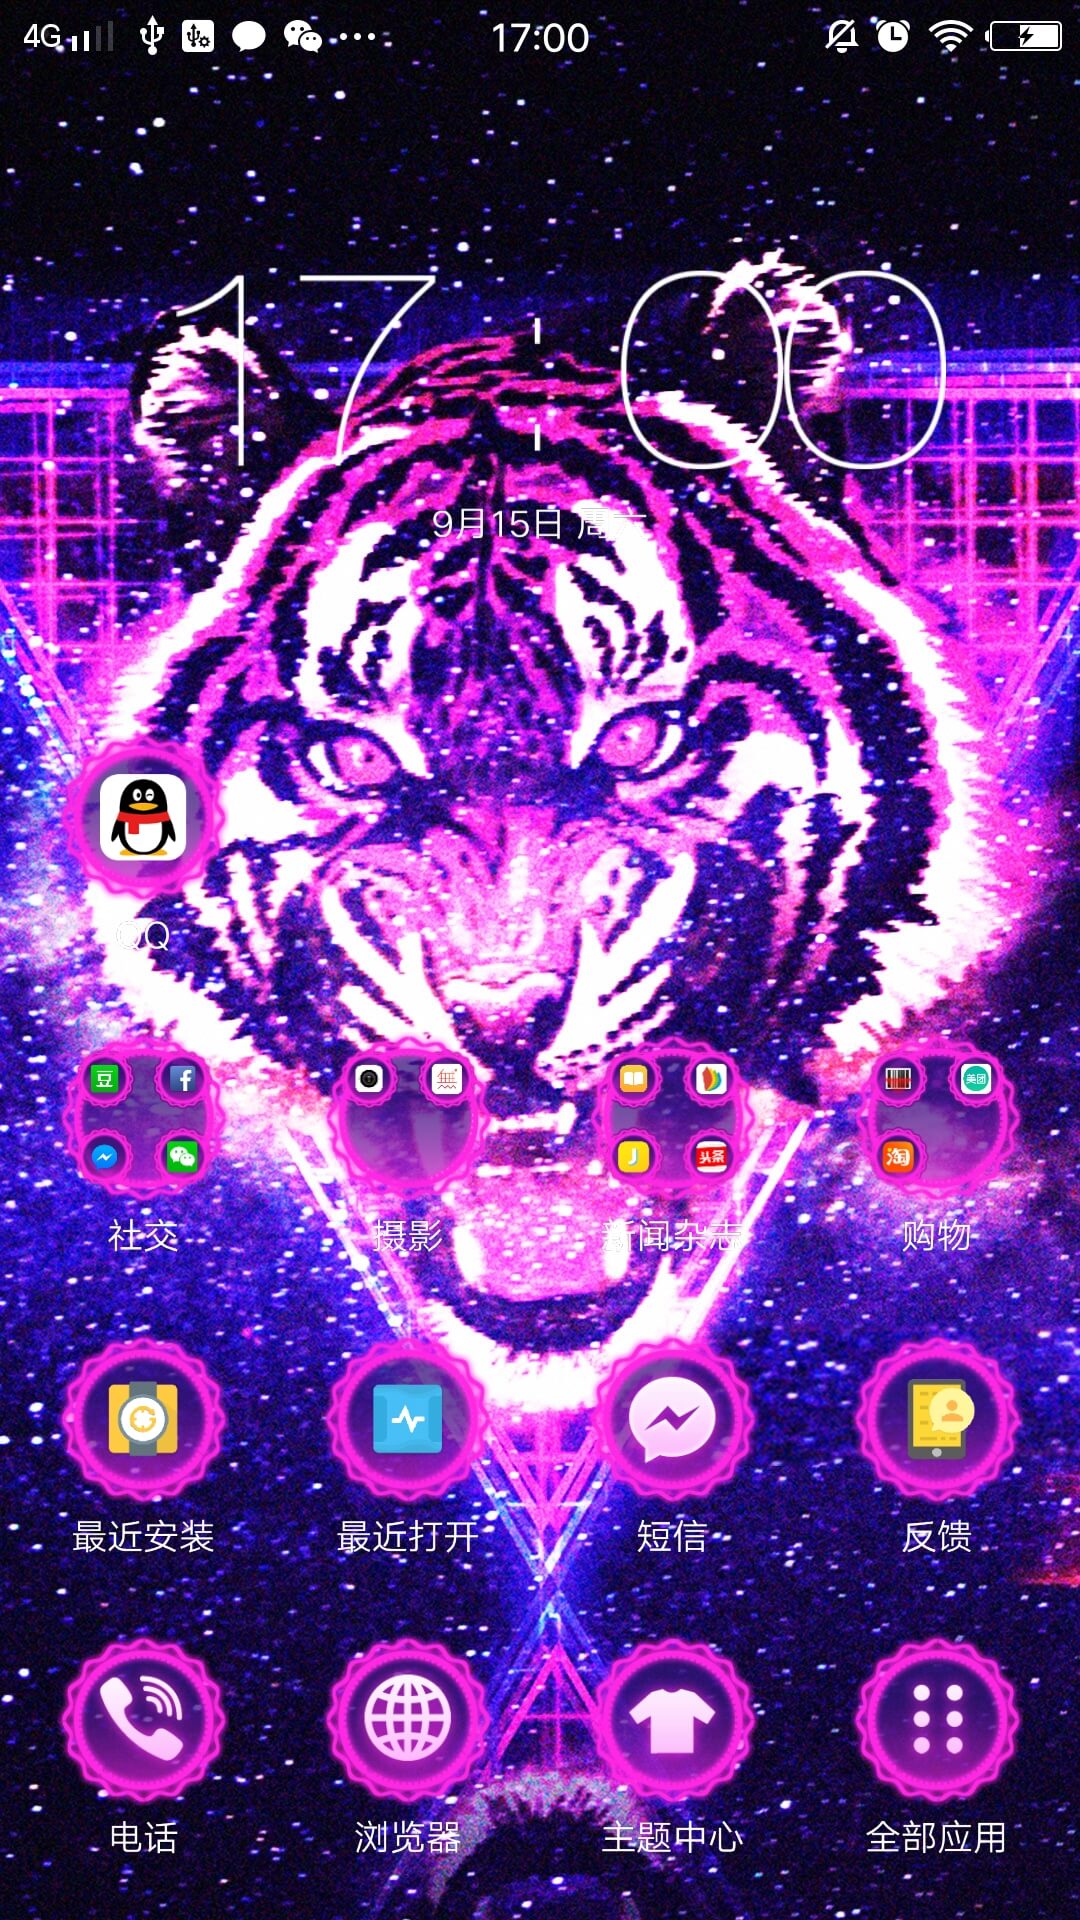 4G 17:00
17:00
9月15日 周六
QQ
豆 f 無 美团
J 头条 淘
社交 摄影 新闻杂志 购物
最近安装 最近打开 短信 反馈
电话 浏览器 主题中心 全部应用